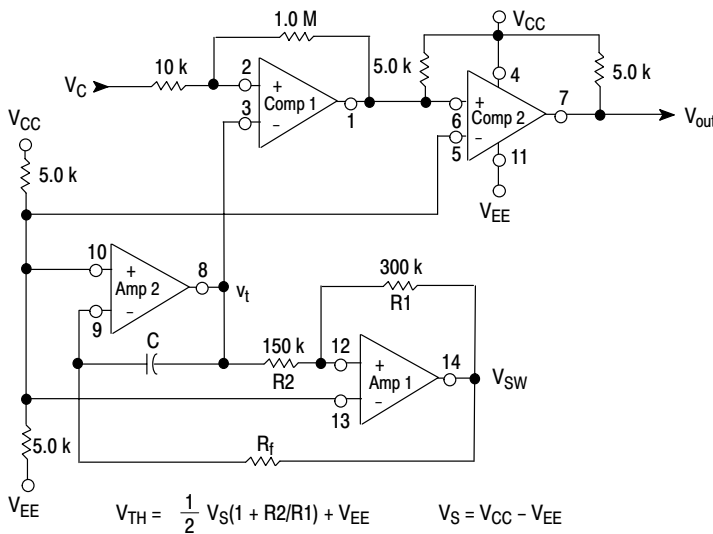 1.0 M
V_CC
10 k
5.0 k
5.0 k
V_C
2
+
Comp 1
3
−
1
4
+
Comp 2
−
6
5
7
V_out
11
V_EE
V_CC
5.0 k
10
+
Amp 2
−
9
8
v_t
C
300 k
R1
150 k
R2
12
+
Amp 1
−
13
14
V_SW
5.0 k
R_f
V_EE
V_TH = 1/2 V_S(1 + R2/R1) + V_EE
V_S = V_CC − V_EE